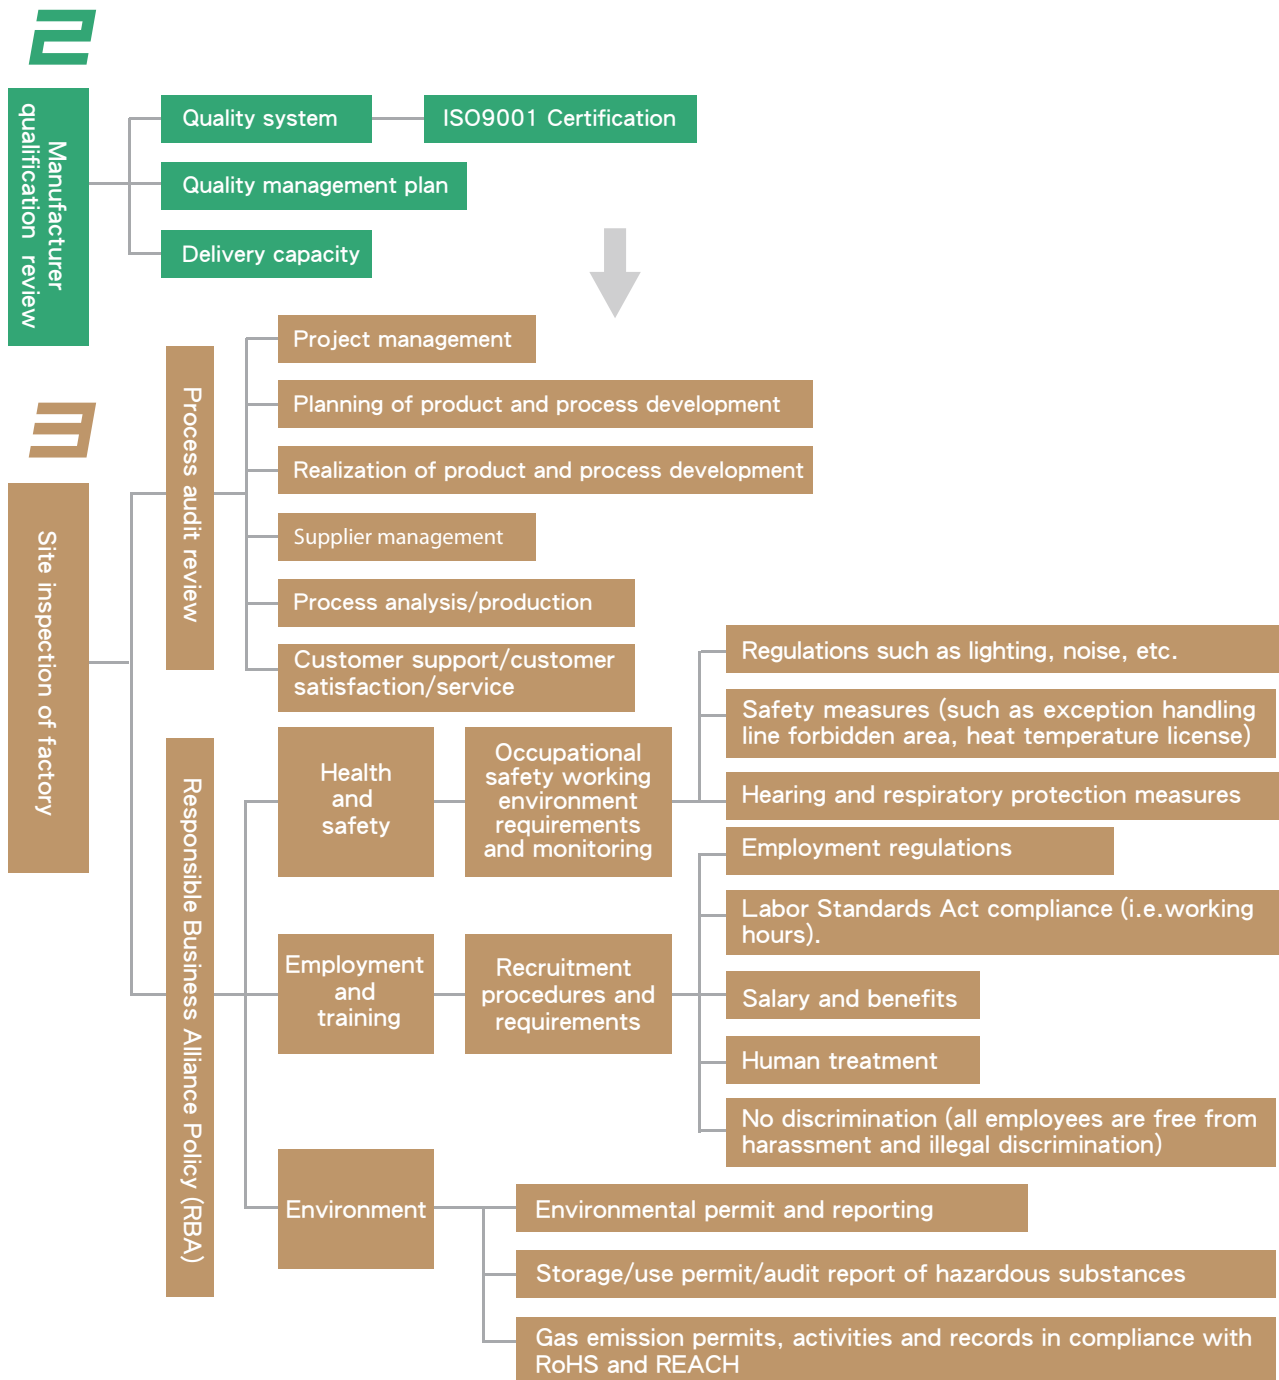 2
Manufacturer
qualification review
Quality system
ISO9001 Certification
Quality management plan
Delivery capacity
3
Site inspection of factory
Process audit review
Project management
Planning of product and process development
Realization of product and process development
Supplier management
Process analysis/production
Customer support/customer
satisfaction/service
Responsible Business Alliance Policy (RBA)
Health
and
safety
Occupational
safety working
environment
requirements
and monitoring
Regulations such as lighting, noise, etc.
Safety measures (such as exception handling
line forbidden area, heat temperature license)
Hearing and respiratory protection measures
Employment
and
training
Recruitment
procedures and
requirements
Employment regulations
Labor Standards Act compliance (i.e.working
hours).
Salary and benefits
Human treatment
No discrimination (all employees are free from
harassment and illegal discrimination)
Environment
Environmental permit and reporting
Storage/use permit/audit report of hazardous substances
Gas emission permits, activities and records in compliance with
RoHS and REACH